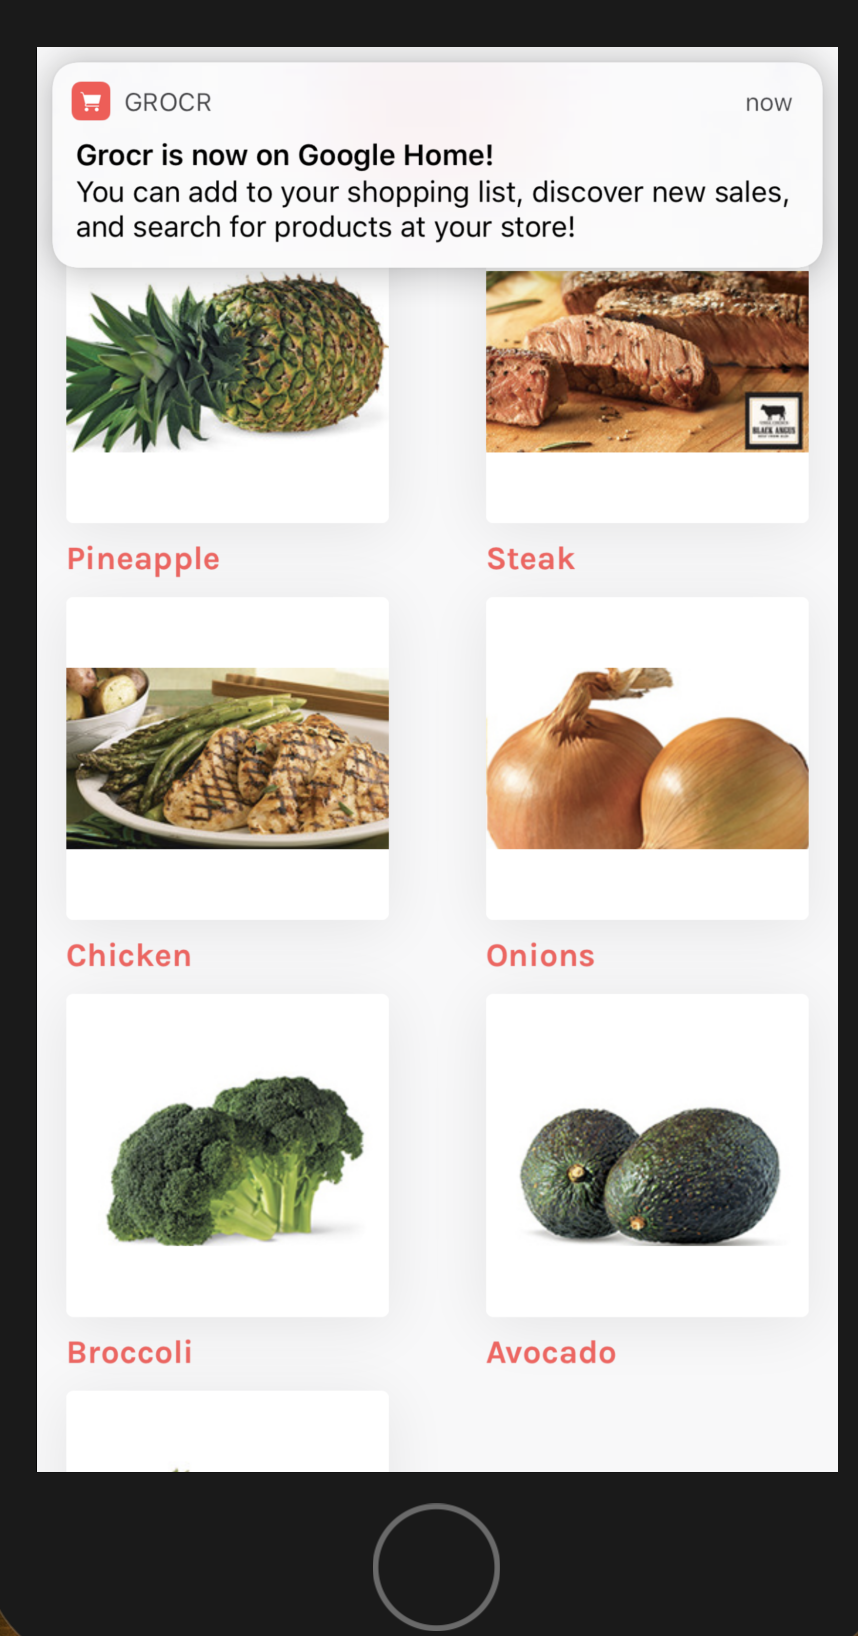 GROCR now
Grocr is now on Google Home!
You can add to your shopping list, discover new sales,
and search for products at your store!
BLACK ANGUS
Pineapple Steak
Chicken Onions
Broccoli Avocado